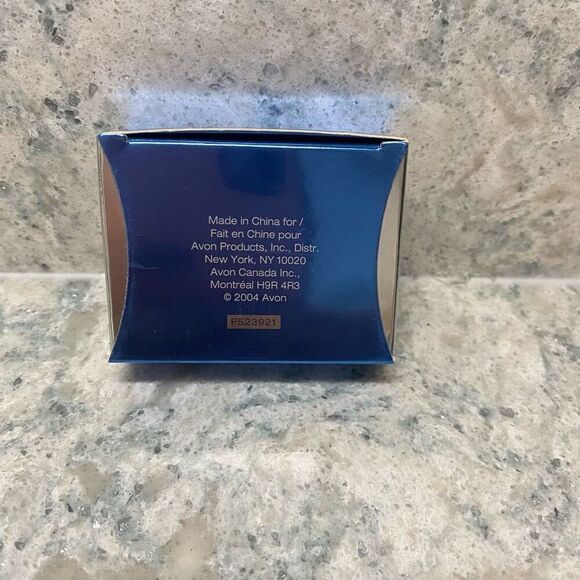 Made in China for /
Fait en Chine pour
Avon Products, Inc., Distr.
New York, NY 10020
Avon Canada Inc.,
Montréal H9R 4R3
© 2004 Avon
F523921